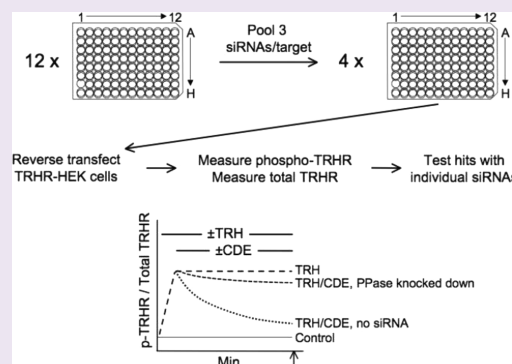 1 → 12
1 → 12
A
A
12 x
Pool 3
siRNAs/target
4 x
H
H
Reverse transfect
TRHR-HEK cells
Measure phospho-TRHR
Measure total TRHR
Test hits with
individual siRNAs
p-TRHR / Total TRHR
±TRH
±CDE
TRH
TRH/CDE, PPase knocked down
TRH/CDE, no siRNA
Control
Min